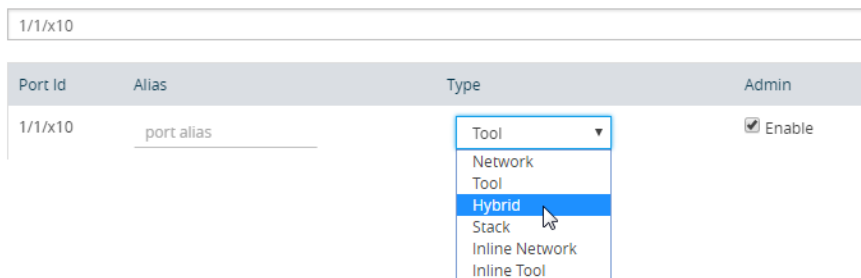 1/1/x10
Port Id Alias Type Admin
1/1/x10 port alias Tool Enable
Network
Tool
Hybrid
Stack
Inline Network
Inline Tool